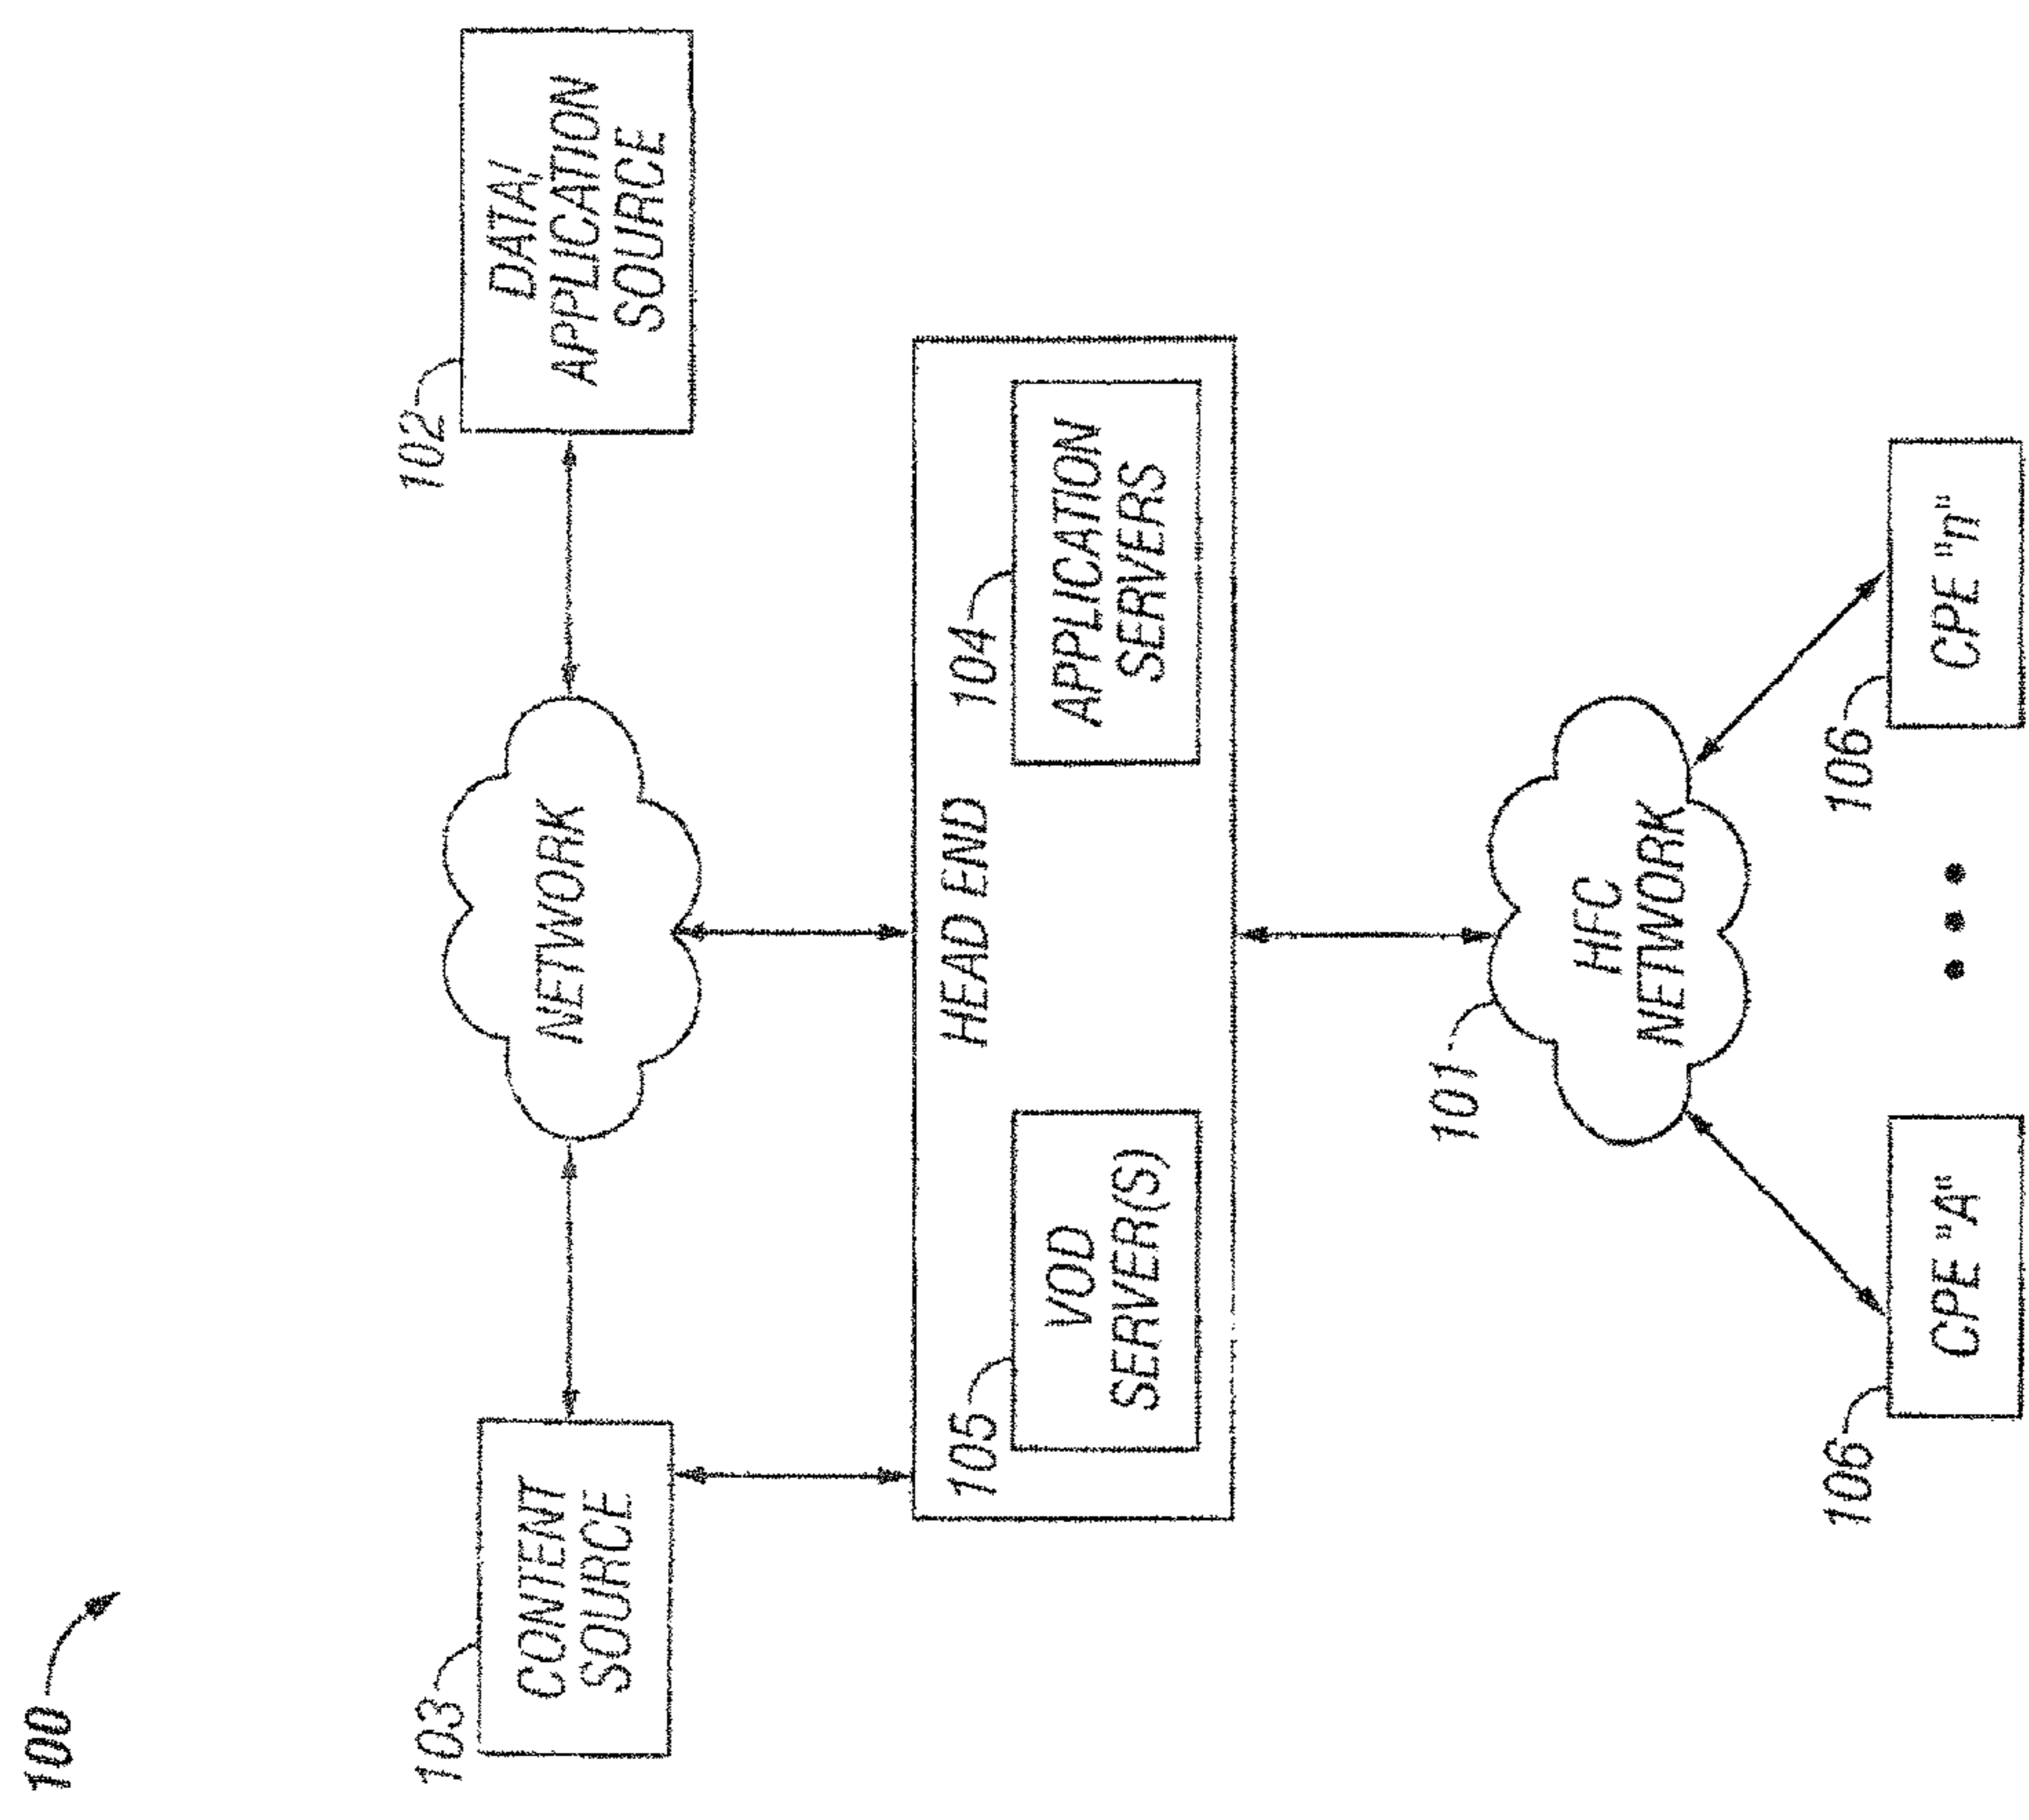 100
103
CONTENT
SOURCE
NETWORK
102
DATA/
APPLICATION
SOURCE
HEAD END
105
VOD
SERVER(S)
104
APPLICATION
SERVERS
101
HFC
NETWORK
106
CPE "A"
106
CPE "n"